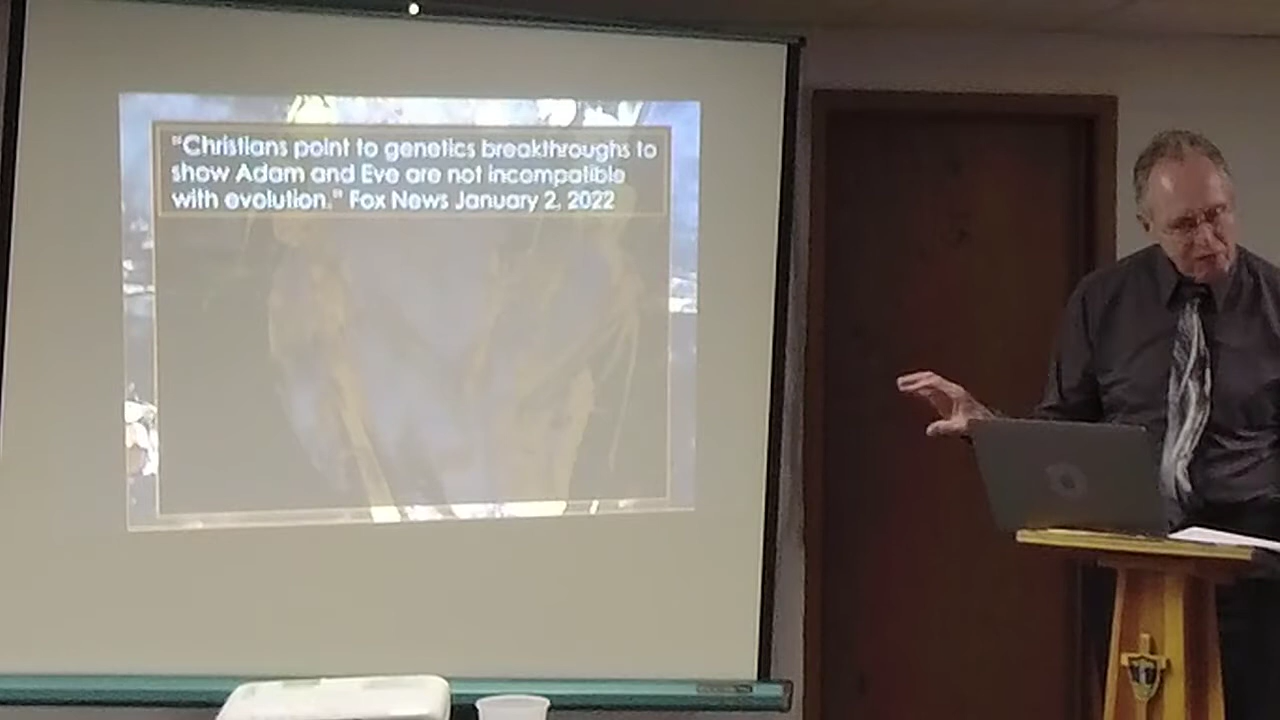 "Christians point to genetics breakthroughs to
show Adam and Eve are not incompatible
with evolution." Fox News January 2, 2022